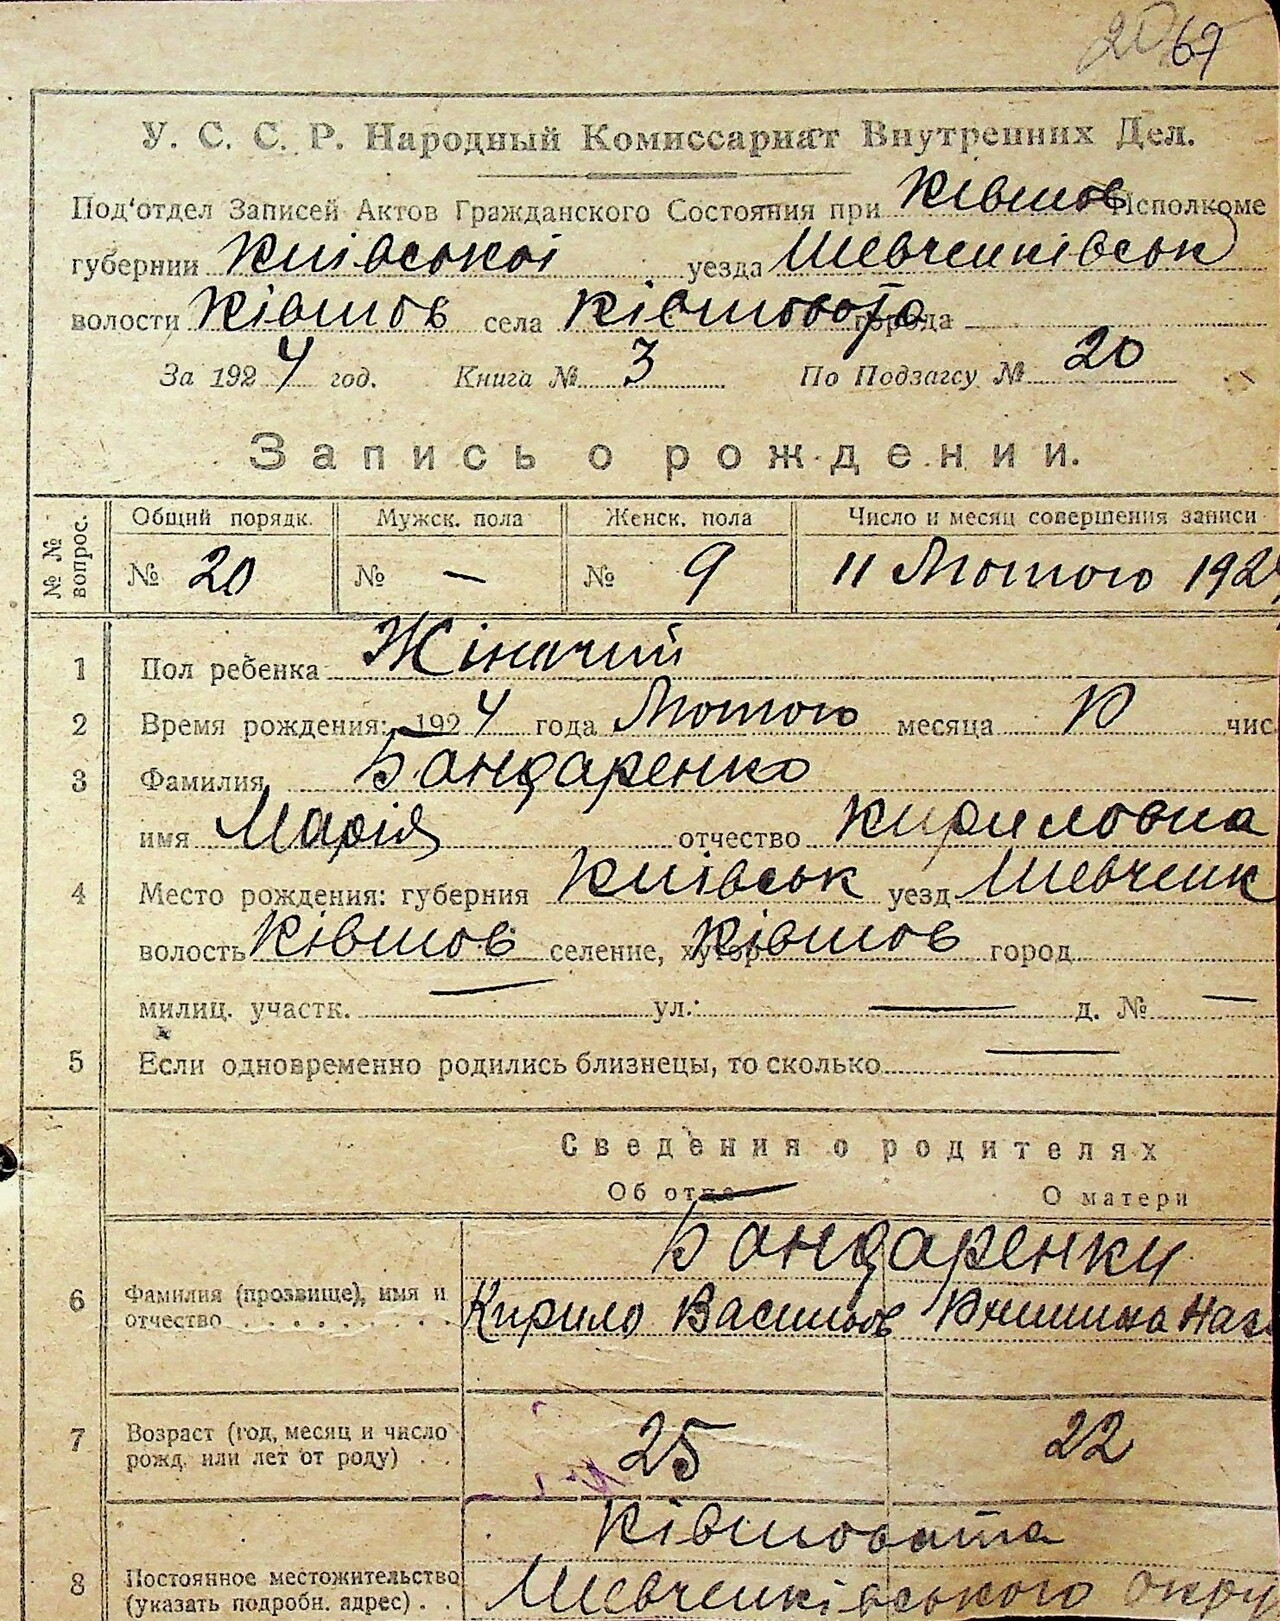 20 67
У. С. С. Р. Народный Комиссариат Внутренних Дел.
Под'отдел Записей Актов Гражданского Состояния при Ківшов Исполкоме
губернии Київської уезда Шевченківськ
волости Ківшов села Ківшовата города
За 1924 год. Книга № 3 По Подзагсу № 20
Запись о рождении.
№ № вопрос. Общий порядк. Мужск. пола Женск. пола Число и месяц совершения записи
№ 20 № — № 9 11 Лютого 1924
1 Пол ребенка Жіночий
2 Время рождения: 1924 года Лютого месяца 10 чис
3 Фамилия Бандаренко
имя Марія отчество Кириловна
4 Место рождения: губерния Київськ уезд Шевченк
волость Ківшов селение, хутор Ківшов город
милиц. участк. — ул.: — д. № —
5 Если одновременно родились близнецы, то сколько —
Сведения о родителях
Об отце О матери
Бандаренки
6 Фамилия (прозвище), имя и отчество Кирило Васильов Наз
7 Возраст (год, месяц и число рожд. или лет от роду) 25 22
Ківшовата
8 Постоянное местожительство (указать подробн. адрес) Шевченківського окру